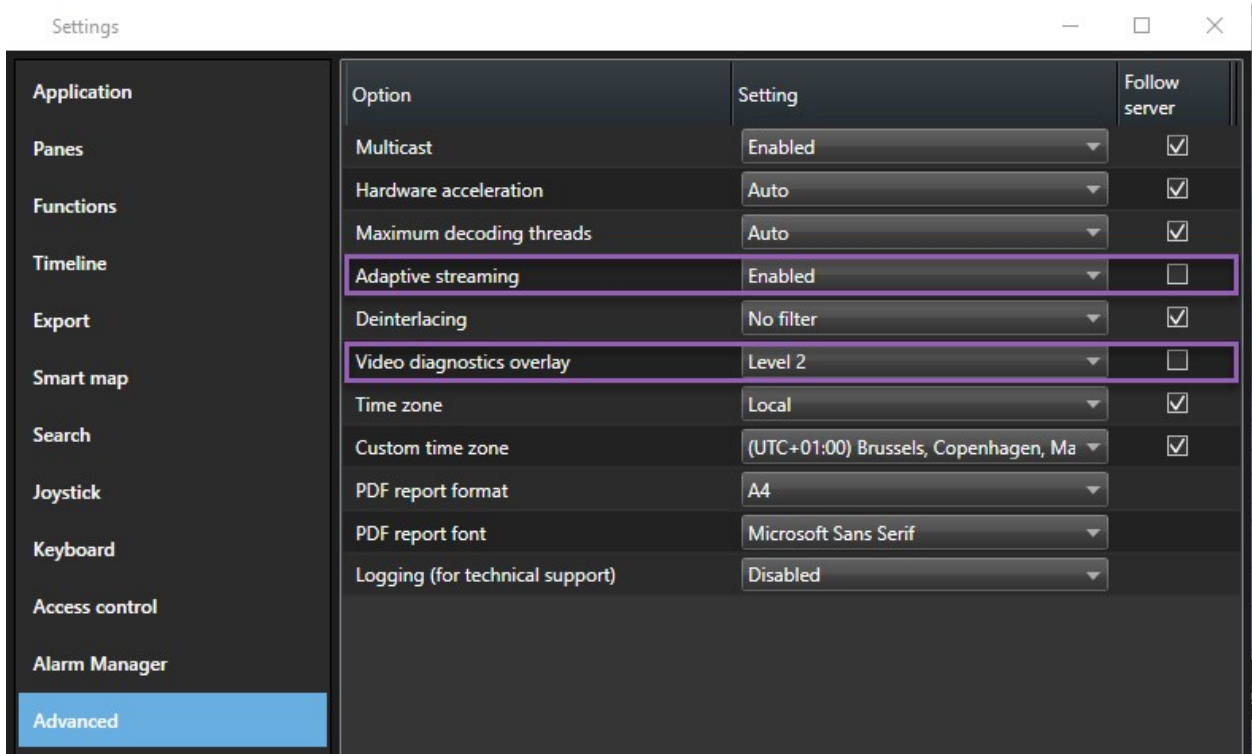 Settings
Application
Panes
Functions
Timeline
Export
Smart map
Search
Joystick
Keyboard
Access control
Alarm Manager
Advanced
Option Setting Follow server
Multicast Enabled
Hardware acceleration Auto
Maximum decoding threads Auto
Adaptive streaming Enabled
Deinterlacing No filter
Video diagnostics overlay Level 2
Time zone Local
Custom time zone (UTC+01:00) Brussels, Copenhagen, Ma
PDF report format A4
PDF report font Microsoft Sans Serif
Logging (for technical support) Disabled